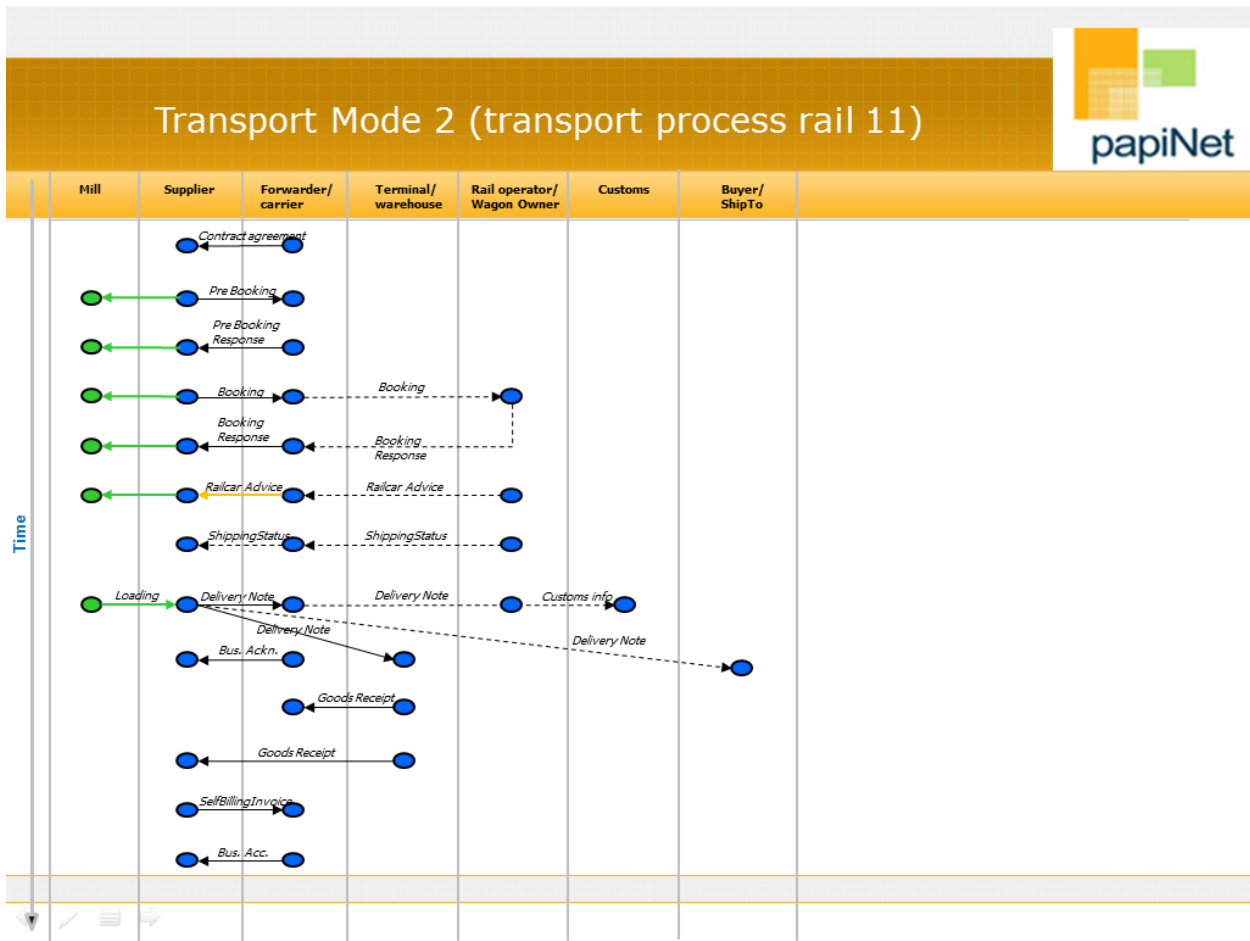 Transport Mode 2 (transport process rail 11)
papiNet
Mill
Supplier
Forwarder/
carrier
Terminal/
warehouse
Rail operator/
Wagon Owner
Customs
Buyer/
ShipTo
Contract agreement
Pre Booking
Pre Booking
Response
Booking
Booking
Booking
Response
Booking
Response
Railcar Advice
Railcar Advice
Time
ShippingStatus
ShippingStatus
Loading
Delivery Note
Delivery Note
Customs info
Delivery Note
Delivery Note
Bus. Ackn.
Goods Receipt
Goods Receipt
SelfBillingInvoice
Bus. Acc.